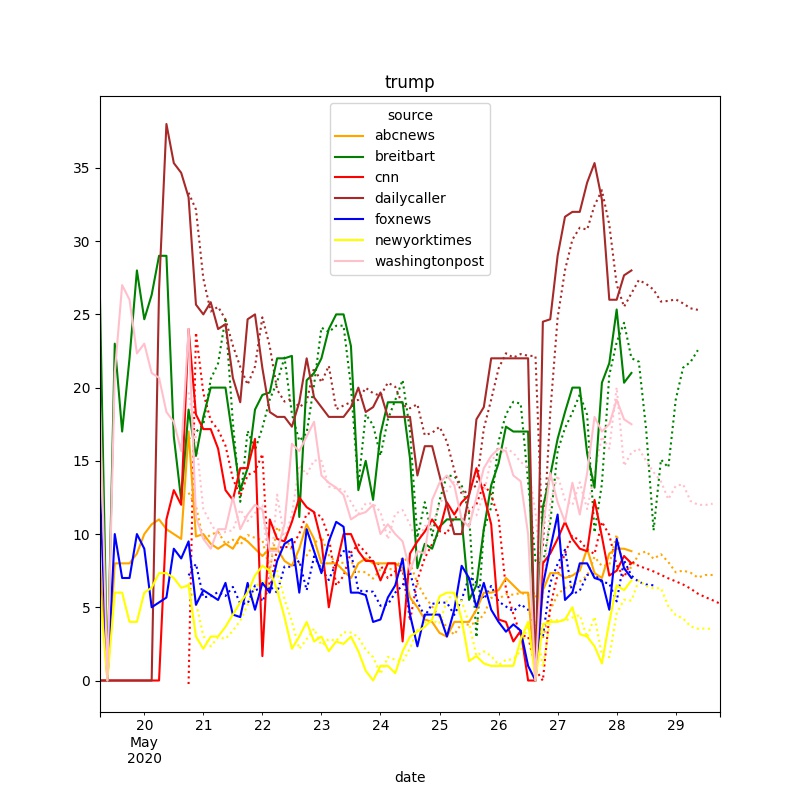 trump
source
abcnews
breitbart
cnn
dailycaller
foxnews
newyorktimes
washingtonpost
35
30
25
20
15
10
5
0
20 21 22 23 24 25 26 27 28 29
May
2020
date